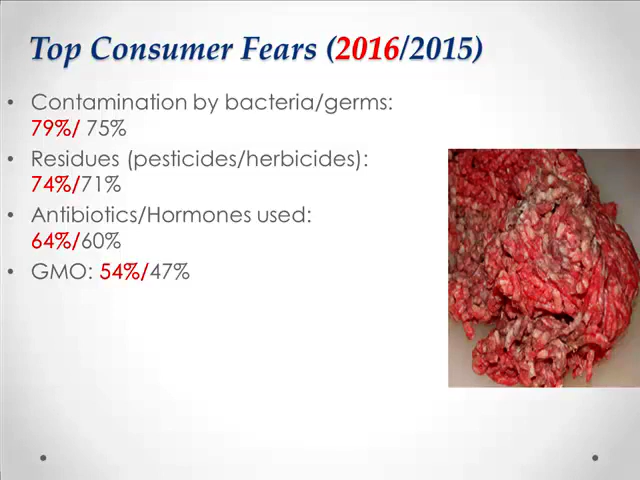 Top Consumer Fears (2016/2015)
• Contamination by bacteria/germs:
79%/ 75%
• Residues (pesticides/herbicides):
74%/71%
• Antibiotics/Hormones used:
64%/60%
• GMO: 54%/47%